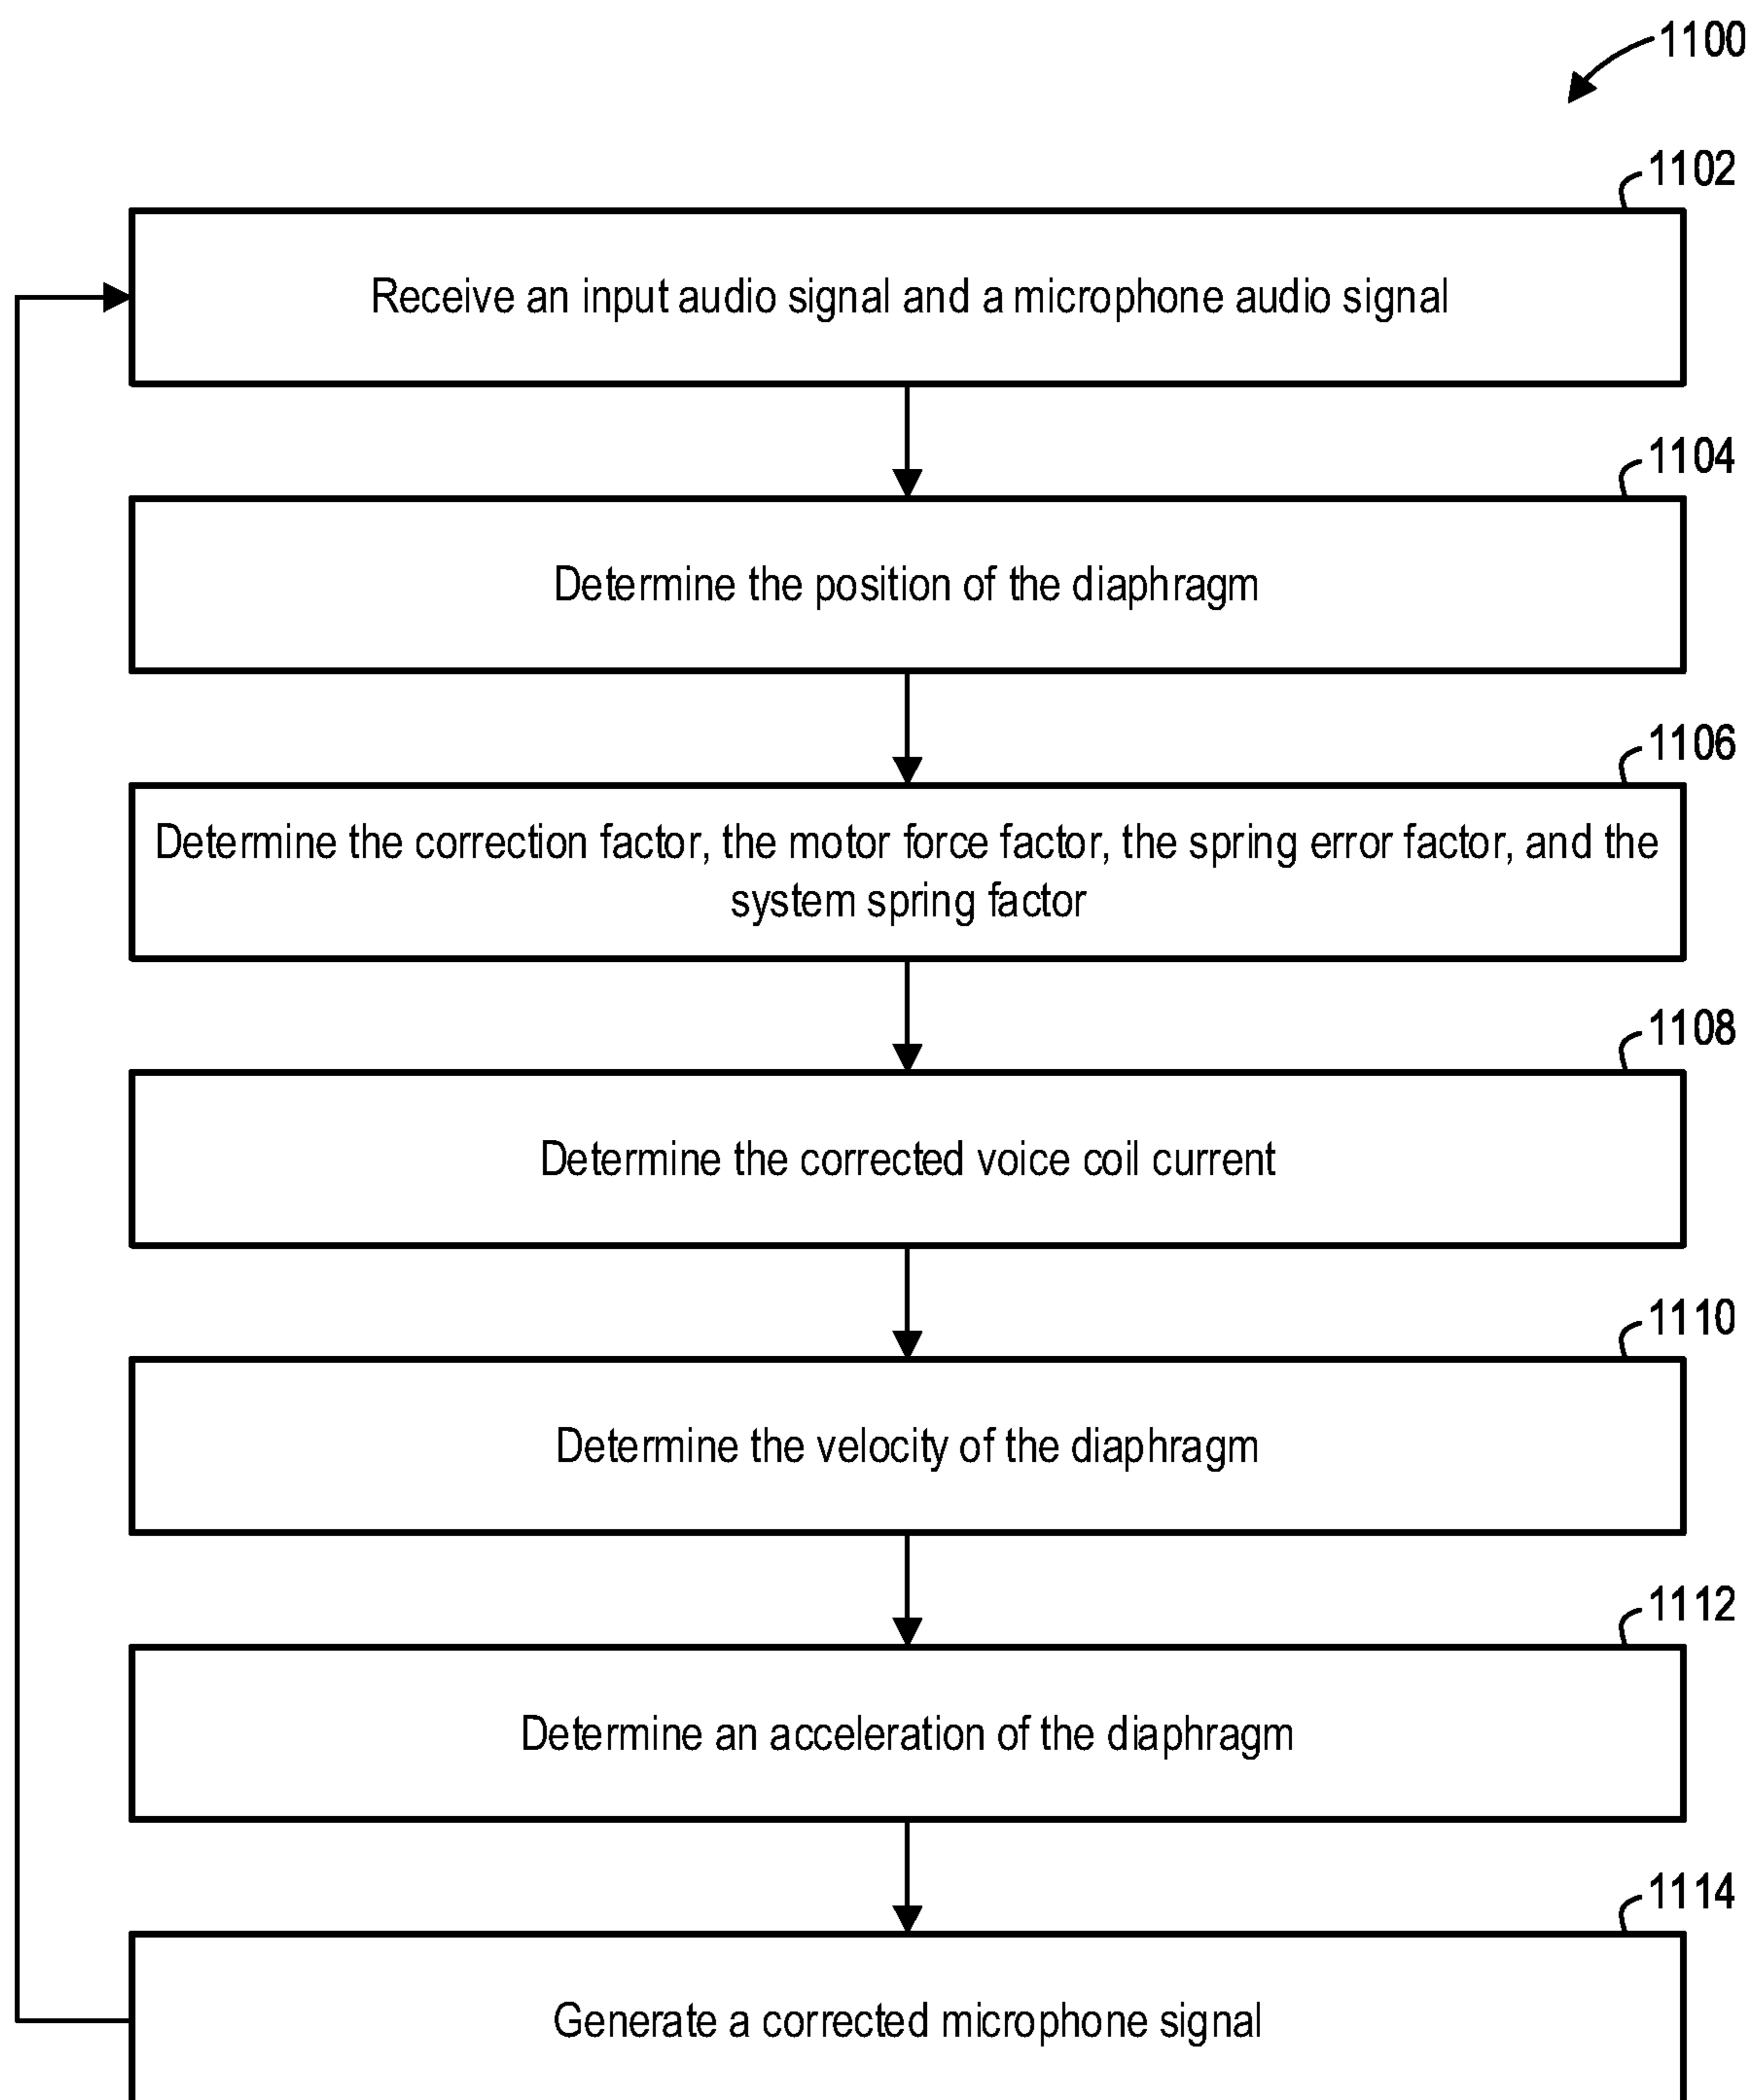 1100
1102
Receive an input audio signal and a microphone audio signal
1104
Determine the position of the diaphragm
1106
Determine the correction factor, the motor force factor, the spring error factor, and the
system spring factor
1108
Determine the corrected voice coil current
1110
Determine the velocity of the diaphragm
1112
Determine an acceleration of the diaphragm
1114
Generate a corrected microphone signal